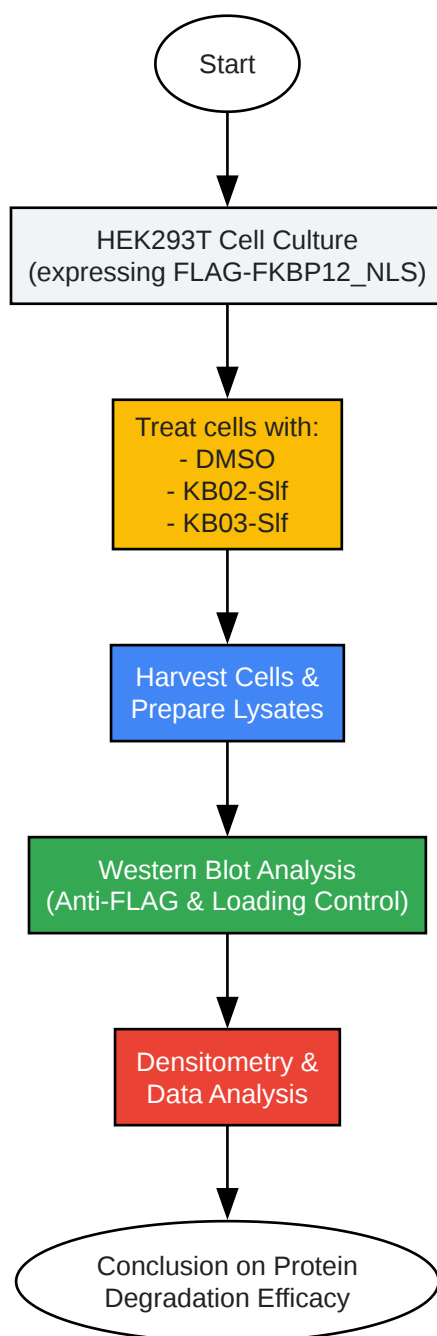 Start
HEK293T Cell Culture
(expressing FLAG-FKBP12_NLS)
Treat cells with:
- DMSO
- KB02-Slf
- KB03-Slf
Harvest Cells &
Prepare Lysates
Western Blot Analysis
(Anti-FLAG & Loading Control)
Densitometry &
Data Analysis
Conclusion on Protein
Degradation Efficacy